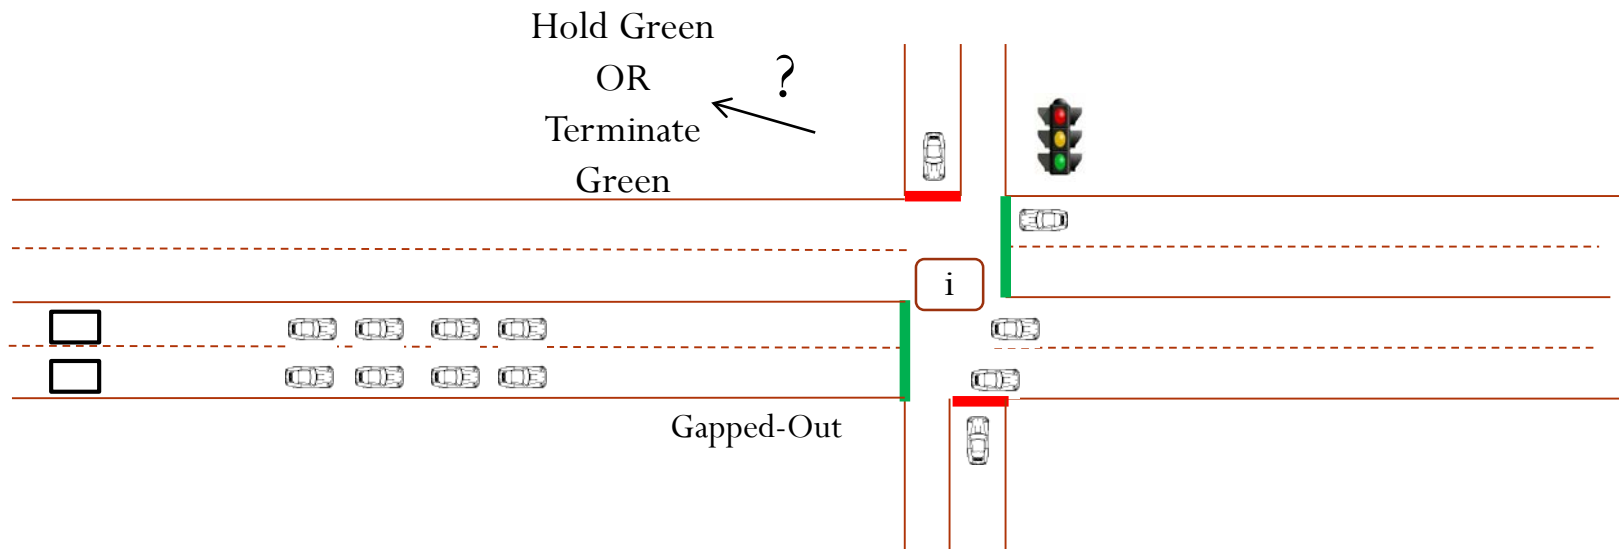 Hold Green
OR
Terminate
Green
?
i
Gapped-Out